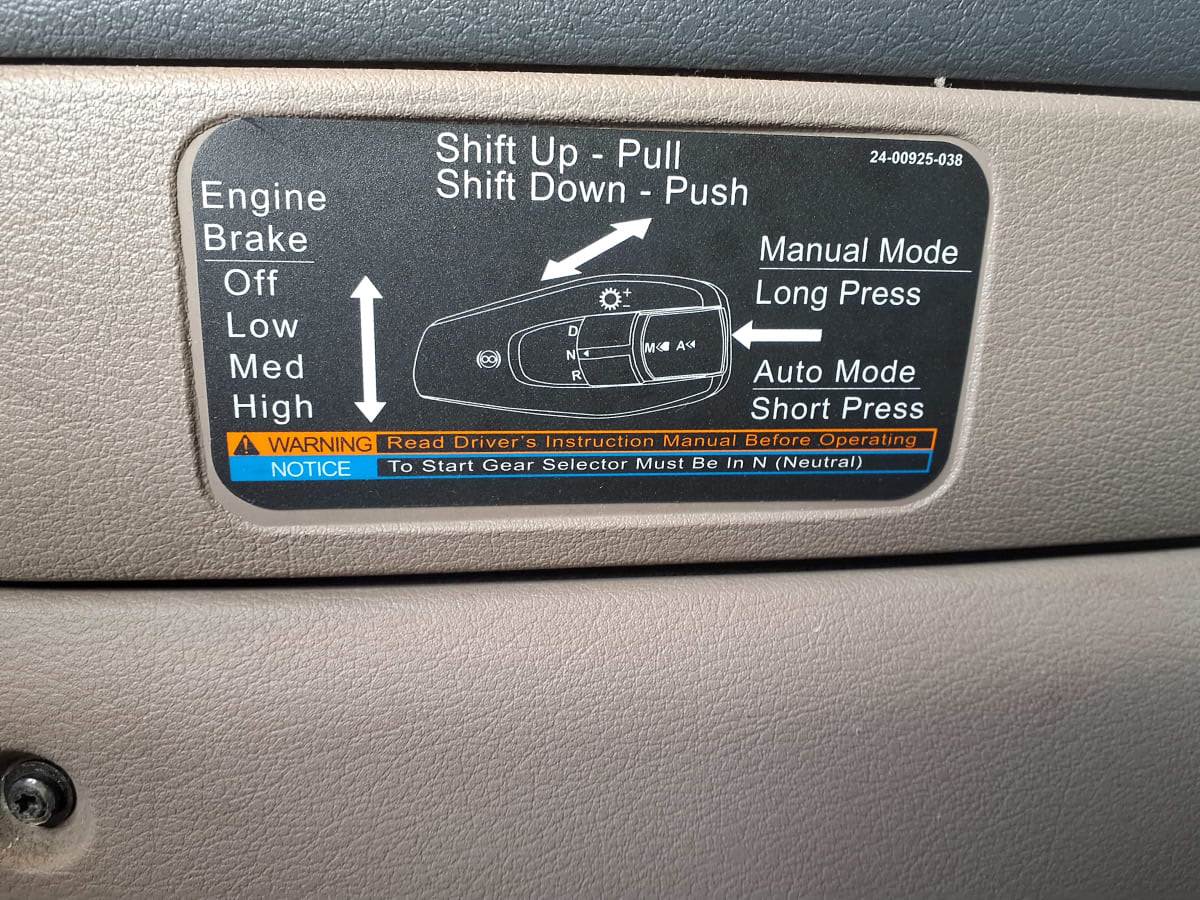 Shift Up - Pull
Shift Down - Push
24-00925-038
Engine
Brake
Off
Low
Med
High
D
N
R
+
-
M
A
Manual Mode
Long Press
Auto Mode
Short Press
WARNING Read Driver's Instruction Manual Before Operating
NOTICE To Start Gear Selector Must Be In N (Neutral)